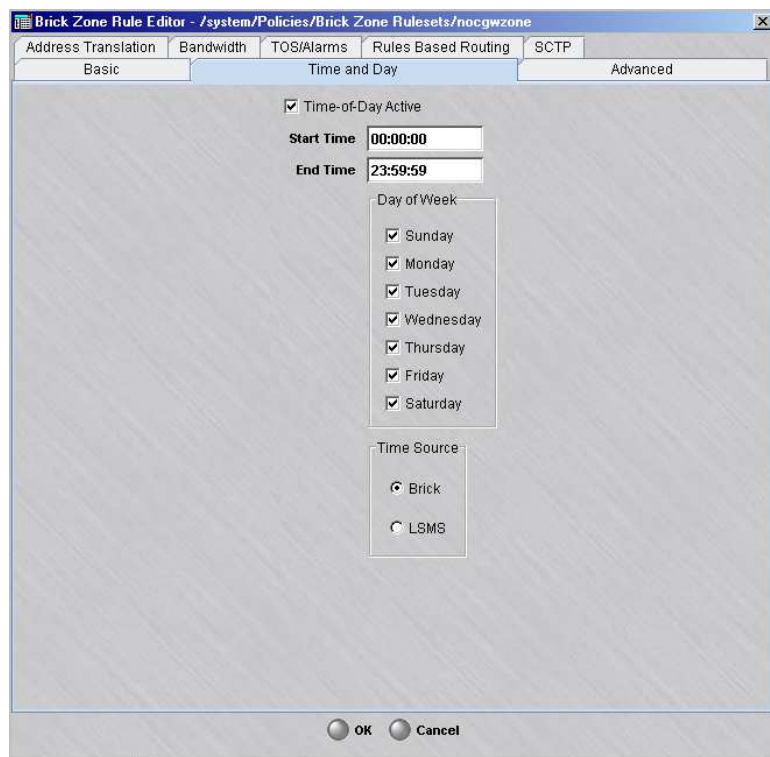 Brick Zone Rule Editor - /system/Policies/Brick Zone Rulesets/nocgwzone
Address Translation Bandwidth TOS/Alarms Rules Based Routing SCTP
Basic Time and Day Advanced
Time-of-Day Active
Start Time 00:00:00
End Time 23:59:59
Day of Week
Sunday
Monday
Tuesday
Wednesday
Thursday
Friday
Saturday
Time Source
Brick
LSMS
OK Cancel